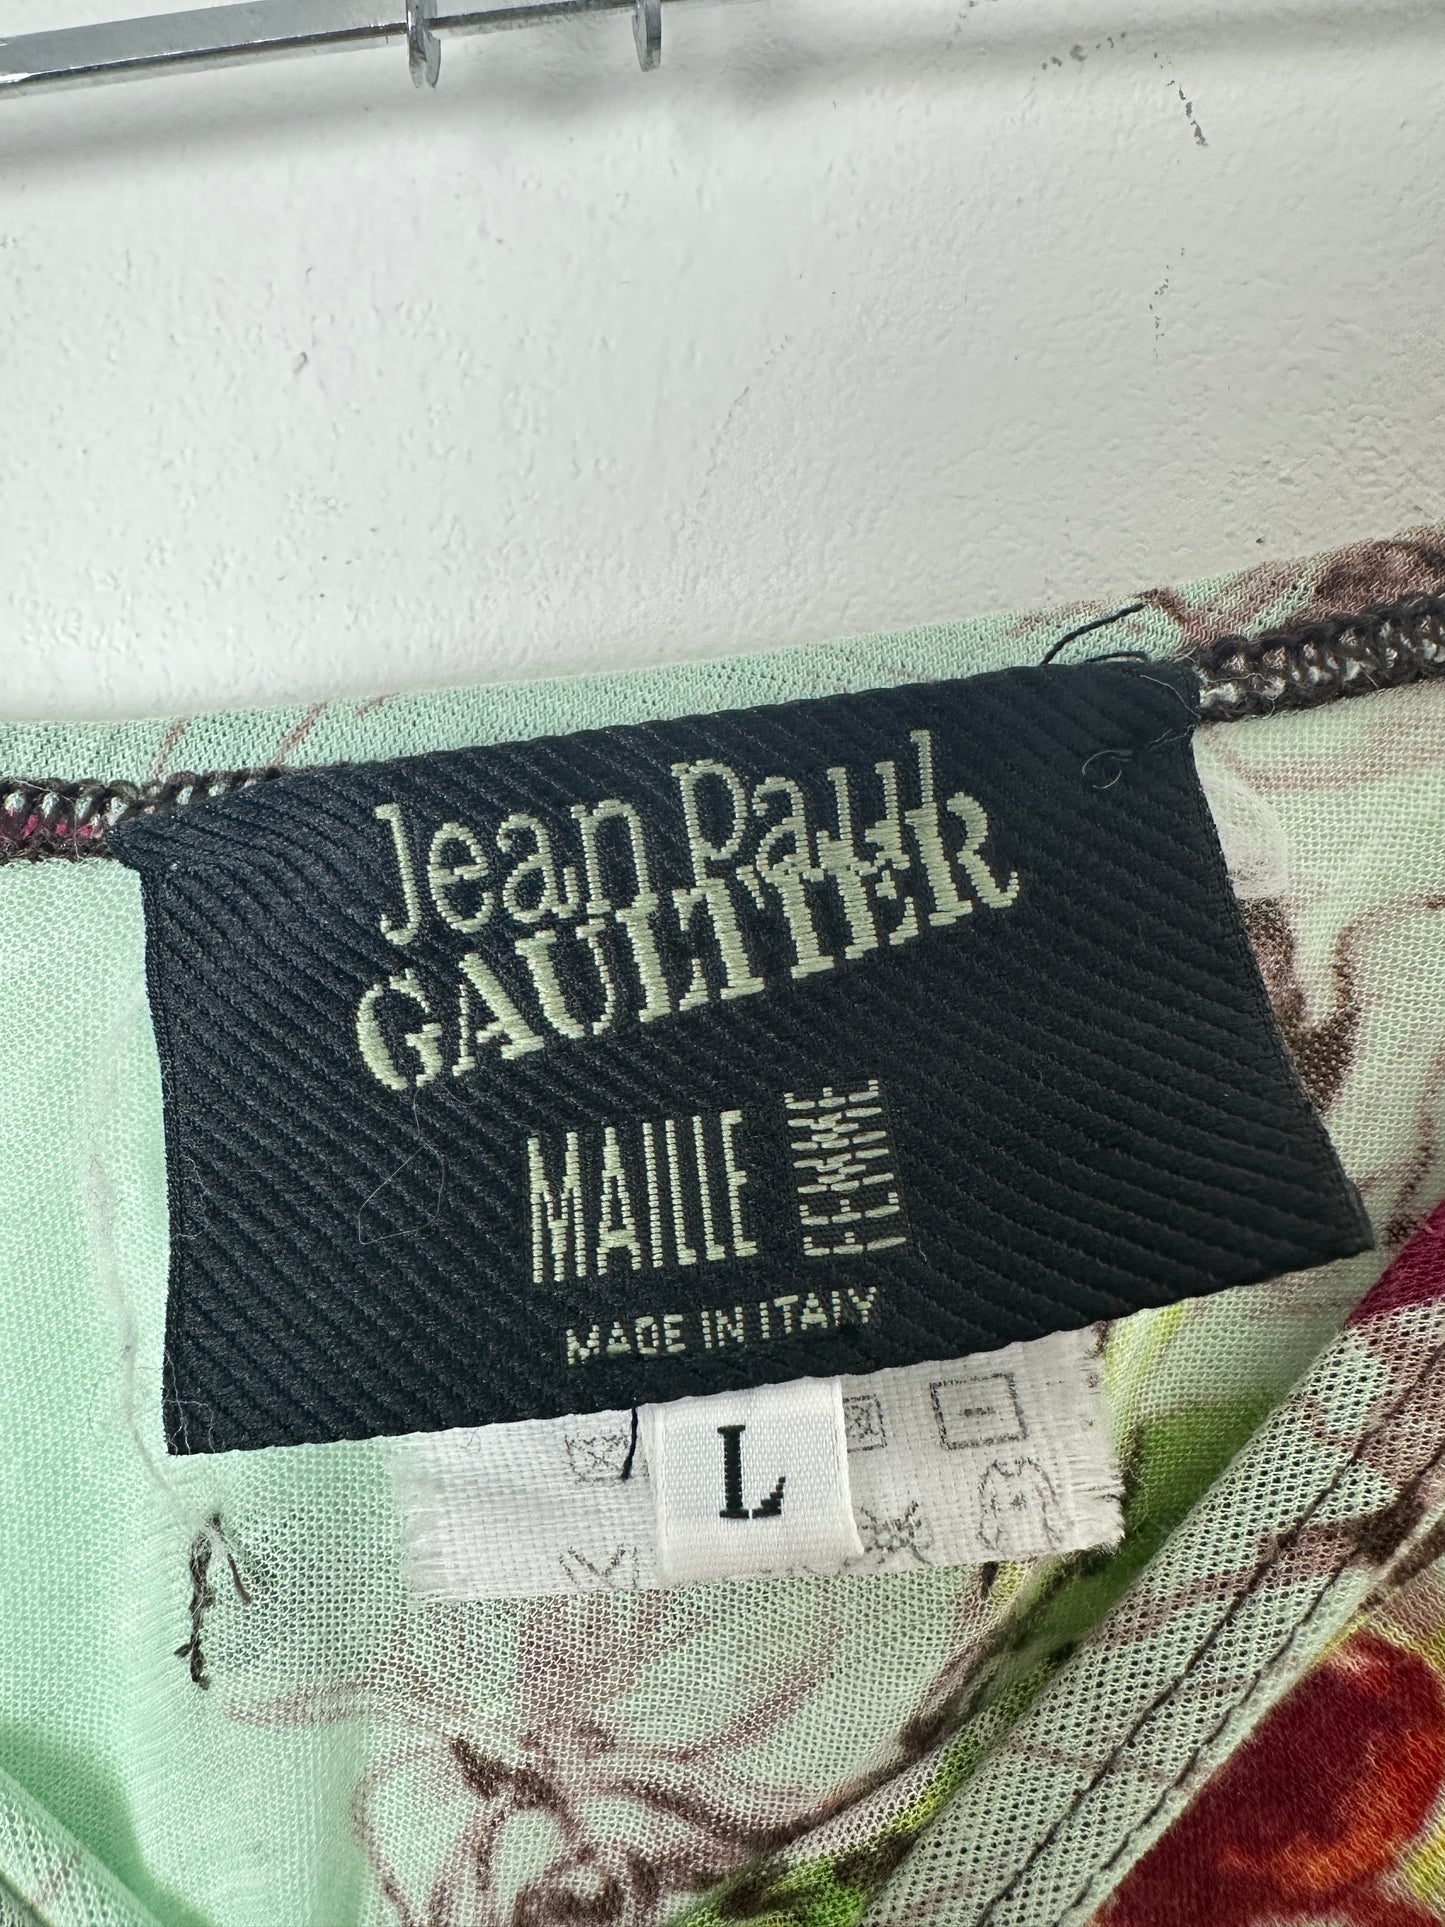 Jean Paul
GAULTIER
MAILLE FEMME
MADE IN ITALY
L